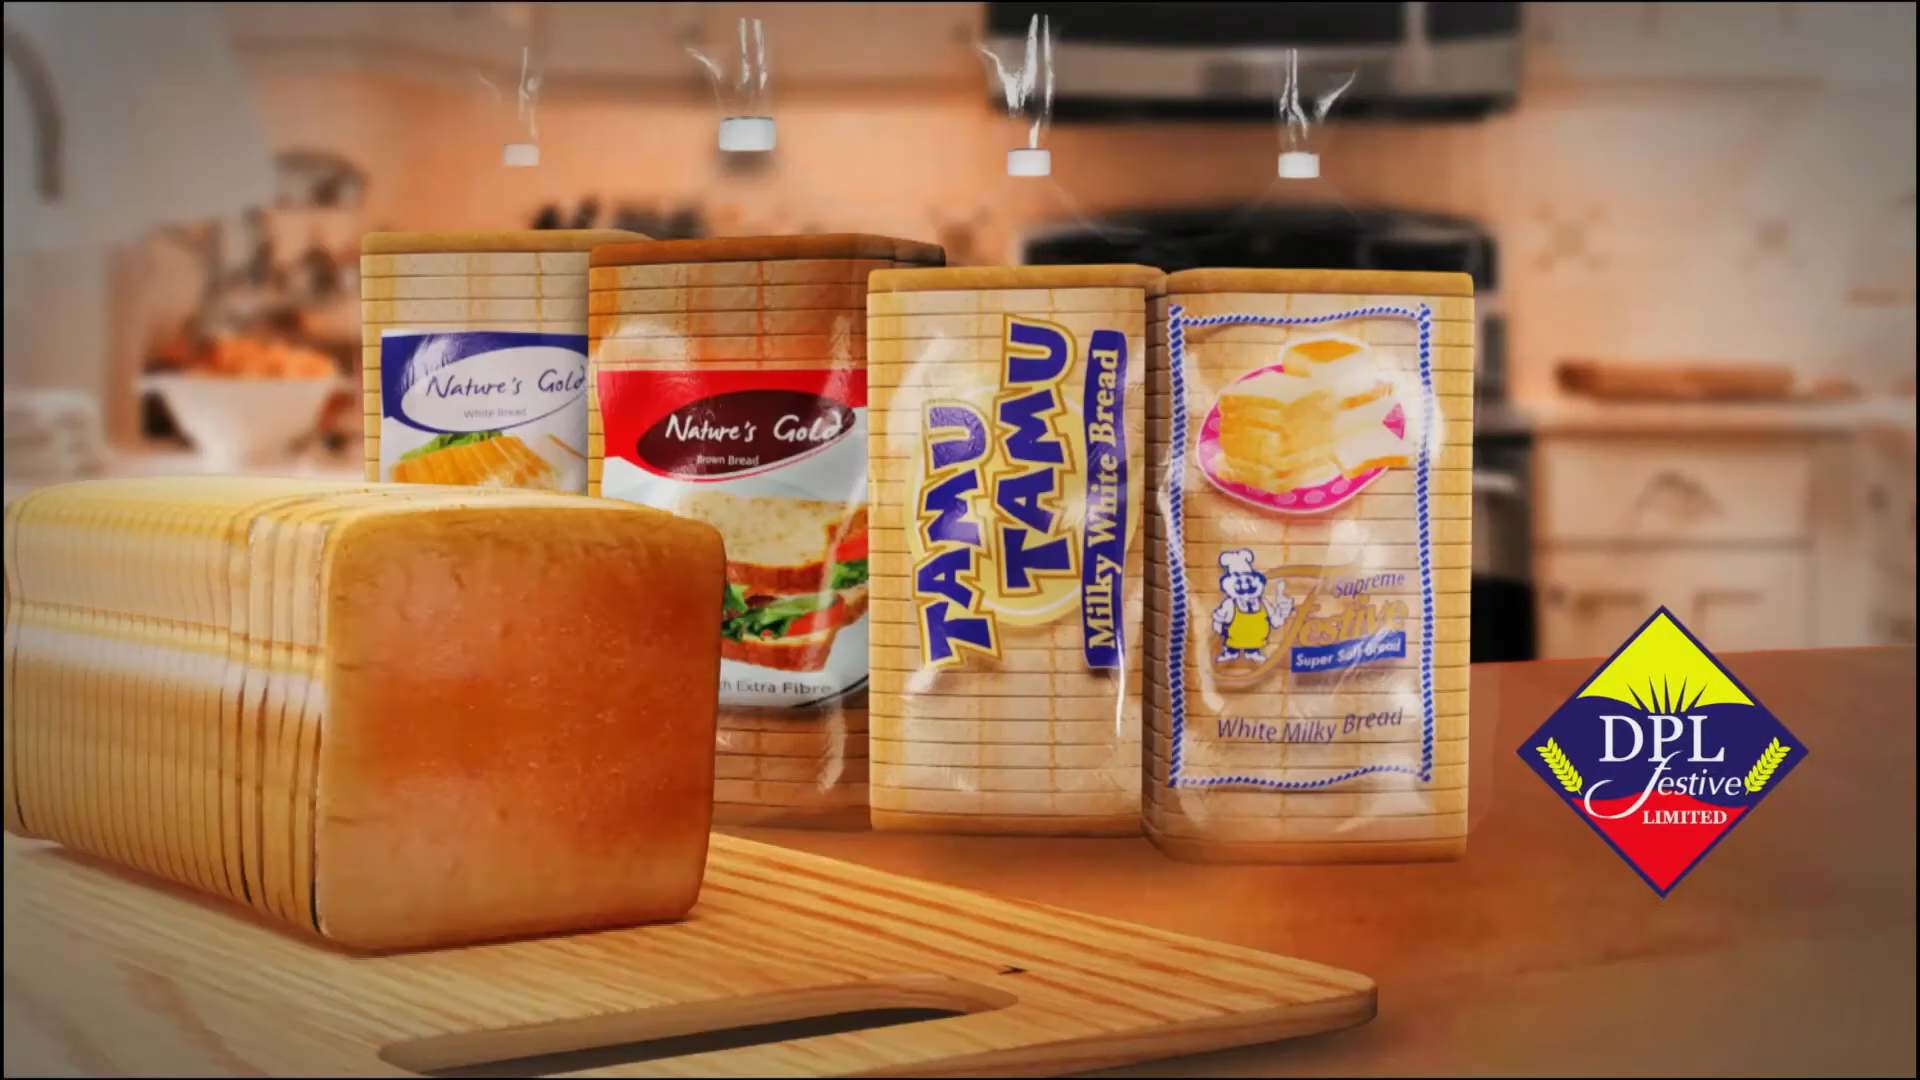 Nature's Gold
White Bread
Nature's Gold
Brown Bread
Extra Fibre
TAMU
TAMU
Milky White Bread
Supreme
Festive
Super Soft Bread
White Milky Bread
DPL
festive
LIMITED